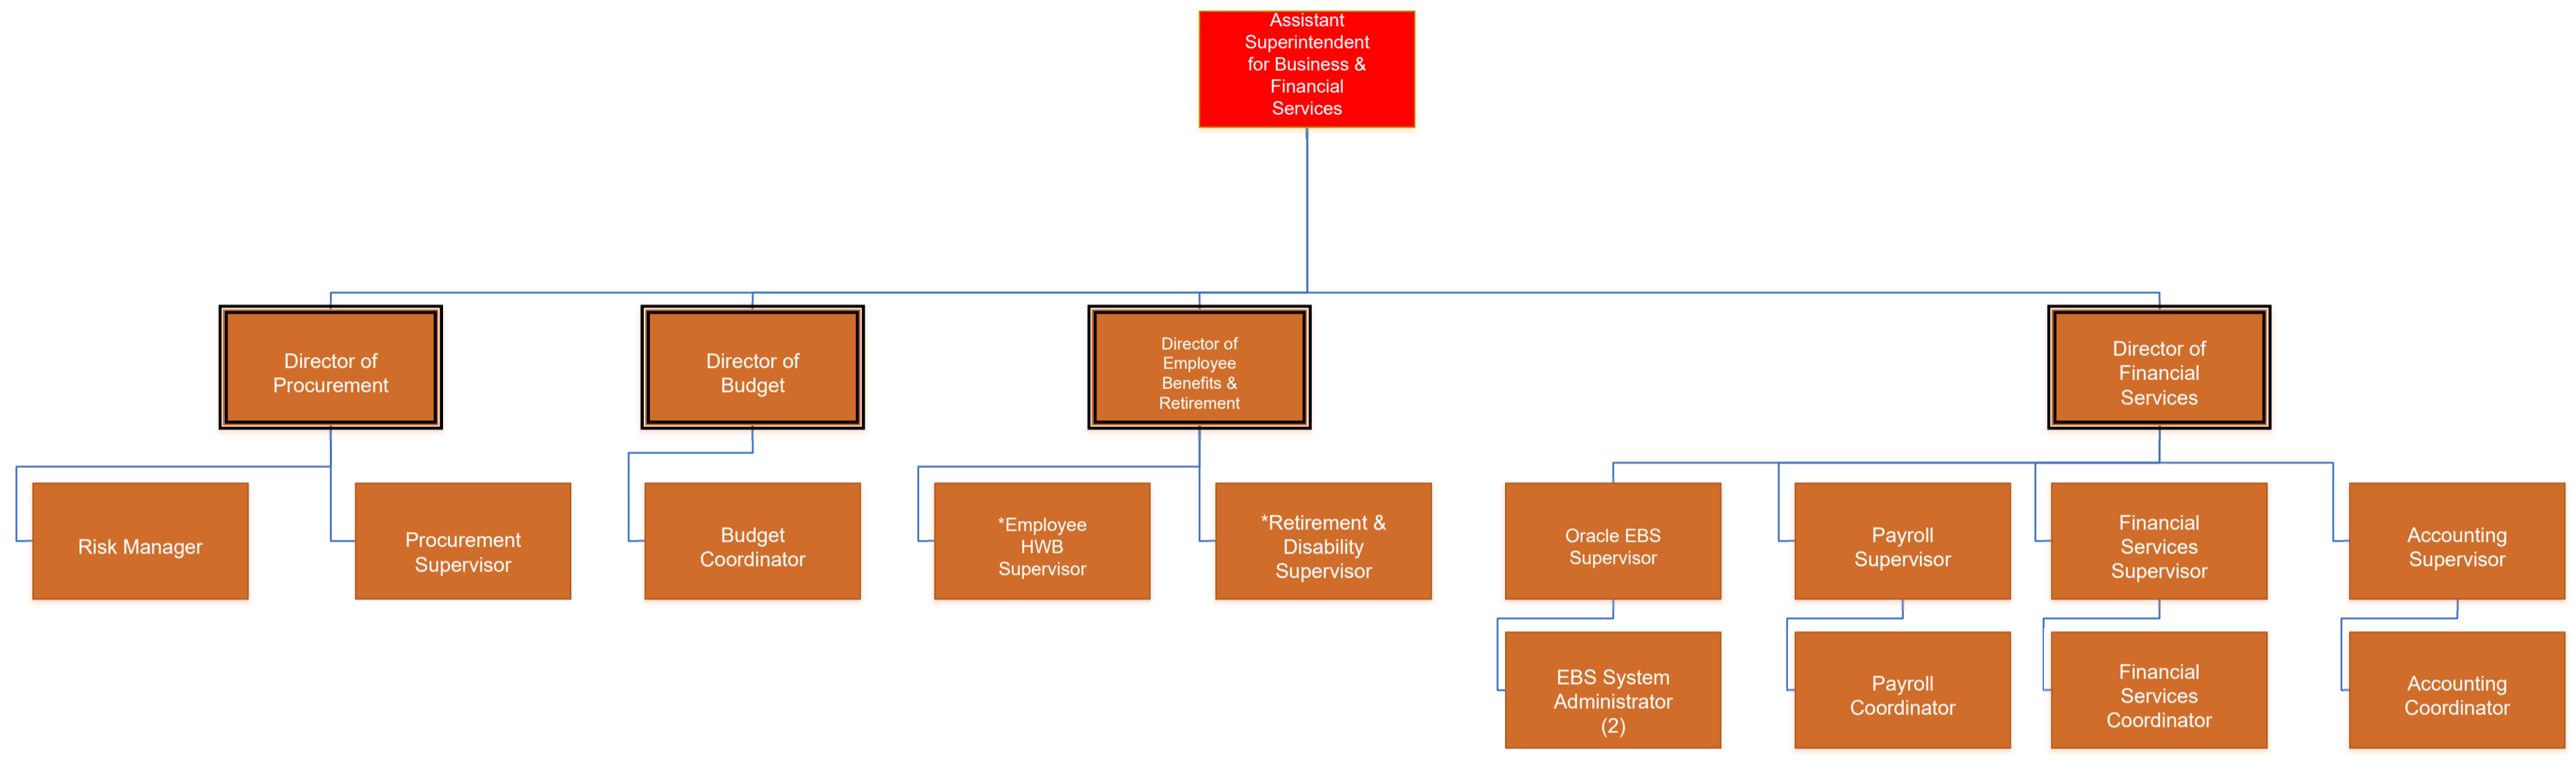 Assistant
Superintendent
for Business &
Financial
Services
Director of
Procurement
Director of
Budget
Director of
Employee
Benefits &
Retirement
Director of
Financial
Services
Risk Manager
Procurement
Supervisor
Budget
Coordinator
*Employee
HWB
Supervisor
*Retirement &
Disability
Supervisor
Oracle EBS
Supervisor
Payroll
Supervisor
Financial
Services
Supervisor
Accounting
Supervisor
EBS System
Administrator
(2)
Payroll
Coordinator
Financial
Services
Coordinator
Accounting
Coordinator